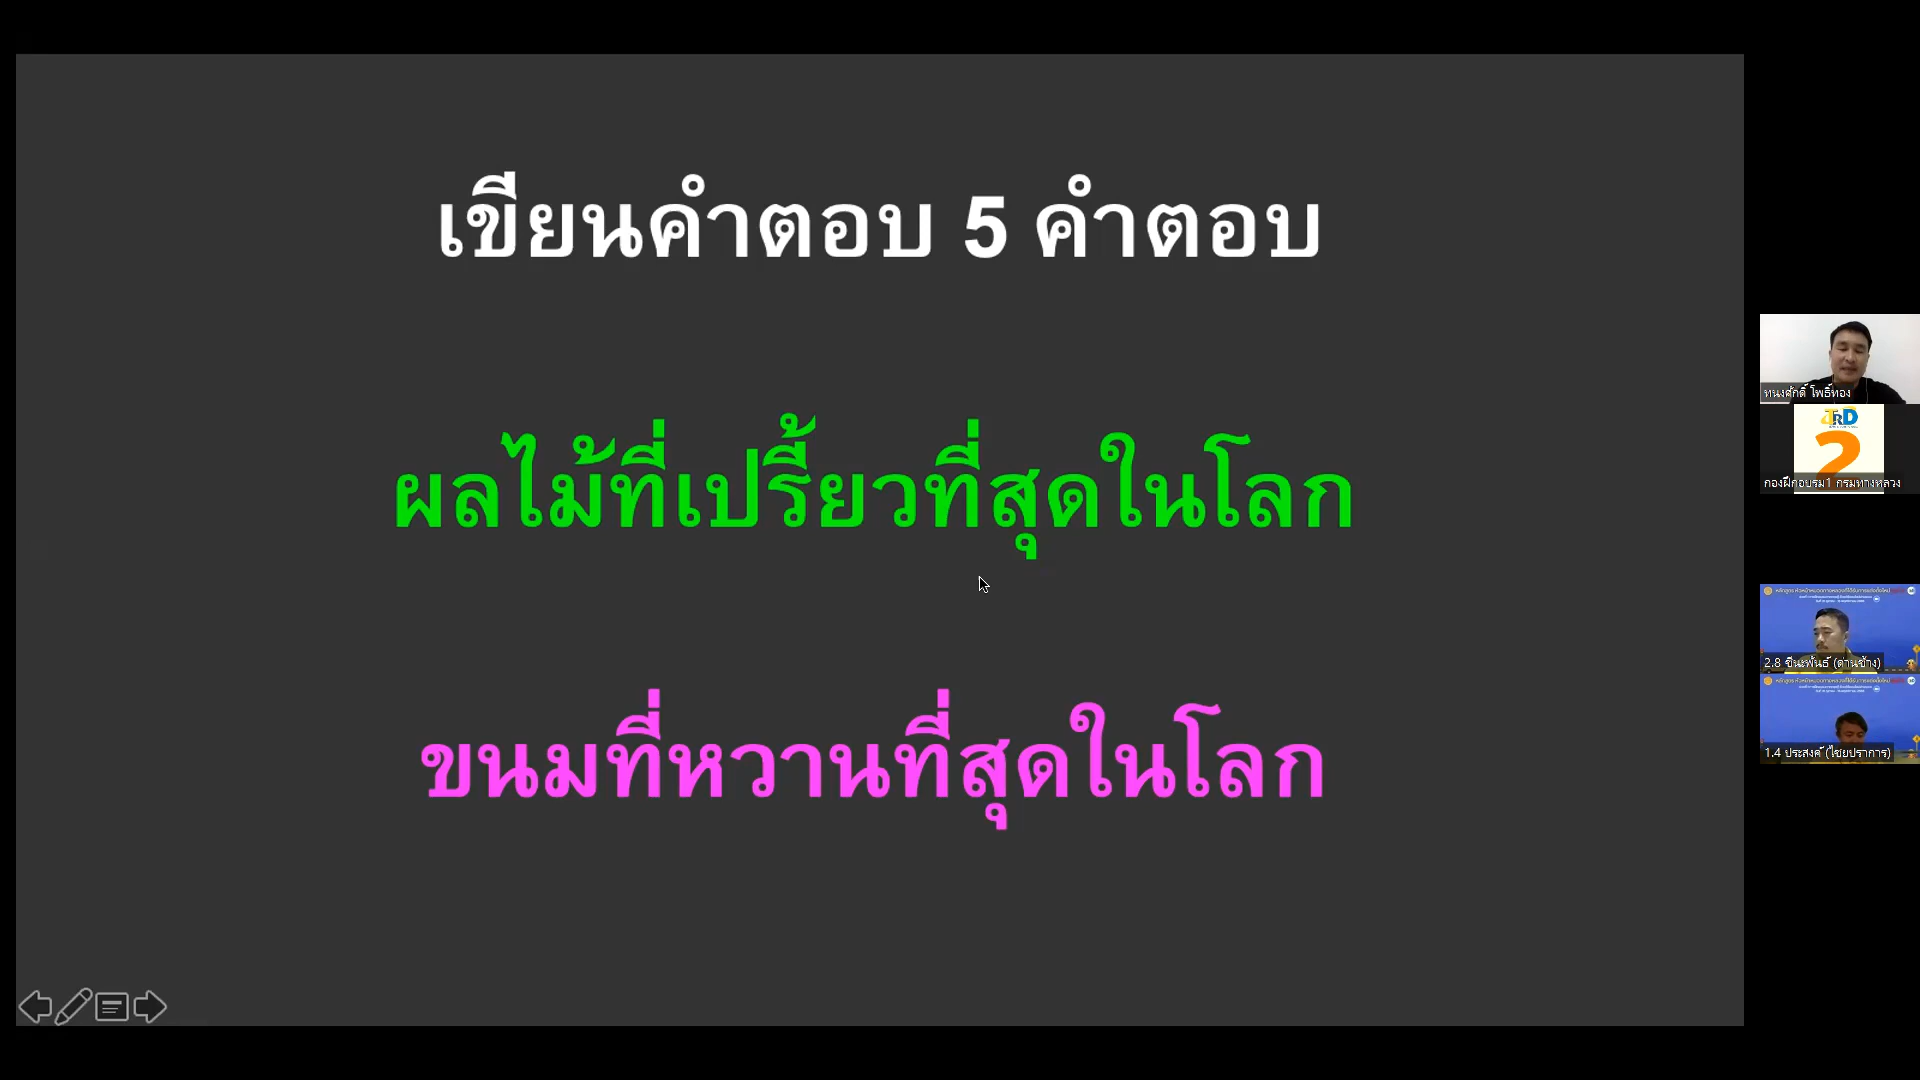 เขียนคำตอบ 5 คำตอบ
ผลไม้ที่เปรี้ยวที่สุดในโลก
ขนมที่หวานที่สุดในโลก
ทนงศักดิ์ โพธิ์ทอง
TRD
2
กองฝึกอบรม1 กรมทางหลวง
2.8 ชินะพันธ์ (ด่านช้าง)
1.4 ประสงค์ (ไชยปราการ)